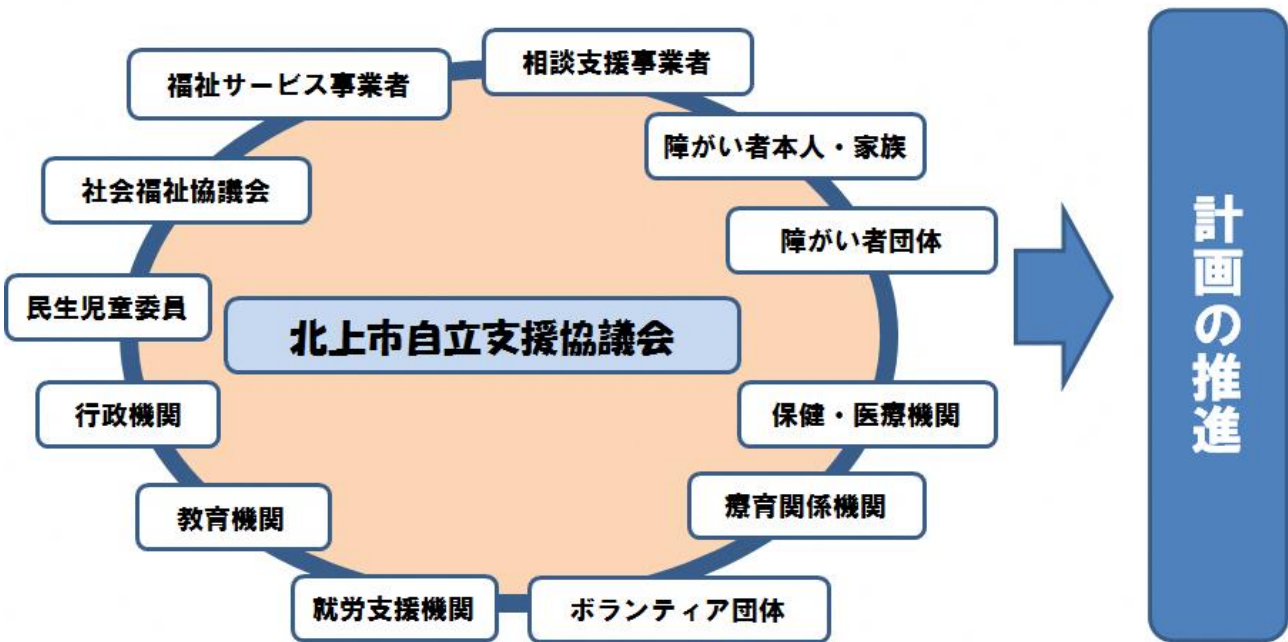 相談支援事業者
福祉サービス事業者
障がい者本人・家族
社会福祉協議会
障がい者団体
民生児童委員
北上市自立支援協議会
行政機関
保健・医療機関
教育機関
療育関係機関
就労支援機関
ボランティア団体
計画の推進